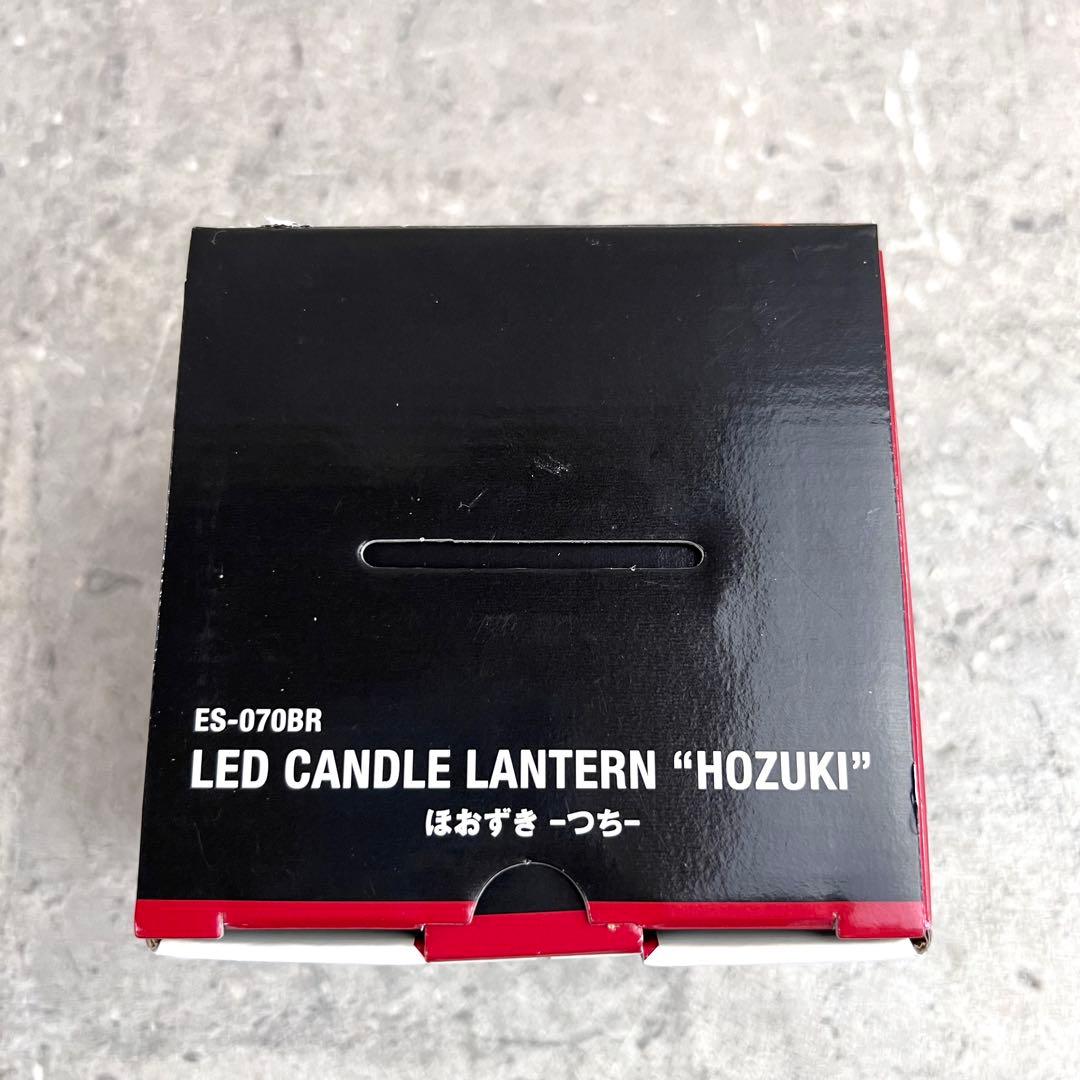 ES-070BR
LED CANDLE LANTERN “HOZUKI”
ほおずき -つち-